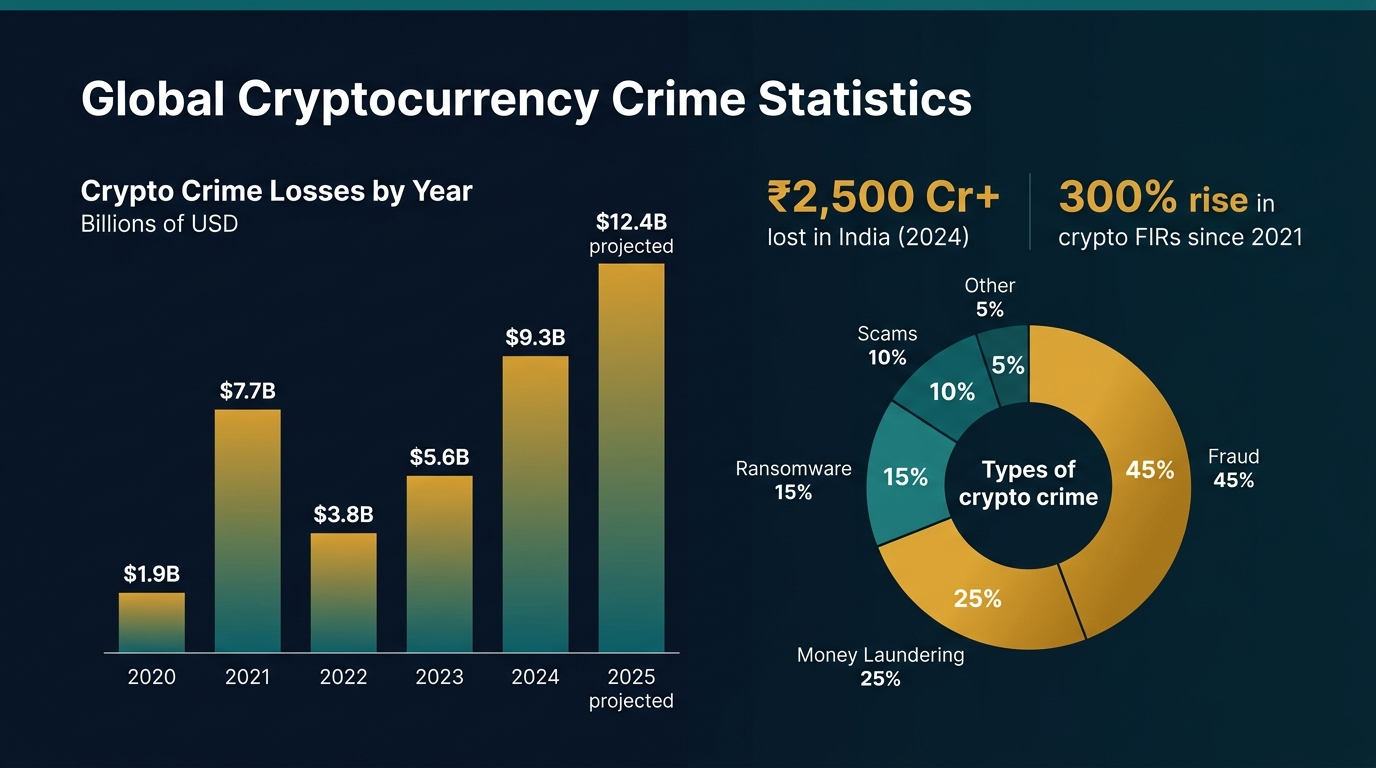 Global Cryptocurrency Crime Statistics
Crypto Crime Losses by Year
Billions of USD
$1.9B
$7.7B
$3.8B
$5.6B
$9.3B
$12.4B
projected
2020
2021
2022
2023
2024
2025
projected
₹2,500 Cr+
lost in India (2024)
300% rise in
crypto FIRs since 2021
Other
5%
Scams
10%
Ransomware
15%
Money Laundering
25%
Fraud
45%
5%
10%
15%
25%
45%
Types of
crypto crime